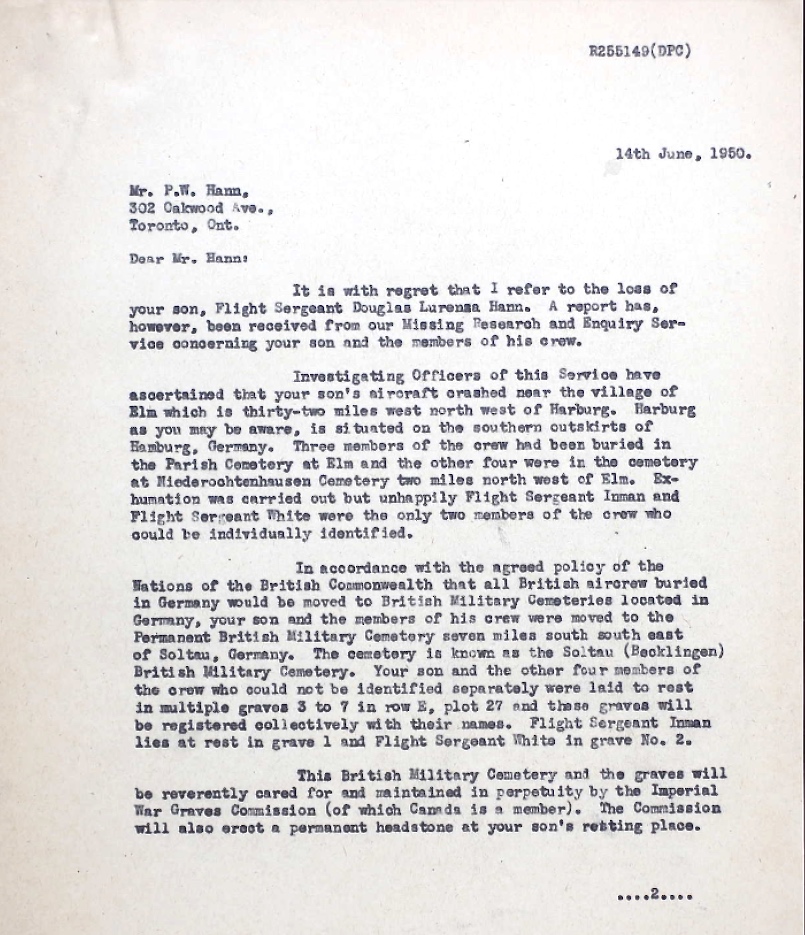 R255149(DPC)
14th June, 1950.
Mr. P.W. Hann,
302 Oakwood Ave.,
Toronto, Ont.
Dear Mr. Hann:
It is with regret that I refer to the loss of
your son, Flight Sergeant Douglas Lurensa Hann.  A report has,
however, been received from our Missing Research and Enquiry Ser-
vice concerning your son and the members of his crew.
Investigating Officers of this Service have
ascertained that your son's aircraft crashed near the village of
Elm which is thirty-two miles west north west of Harburg.  Harburg
as you may be aware, is situated on the southern outskirts of
Hamburg, Germany.  Three members of the crew had been buried in
the Parish Cemetery at Elm and the other four were in the cemetery
at Niederochtenhausen Cemetery two miles north west of Elm.  Ex-
humation was carried out but unhappily Flight Sergeant Inman and
Flight Sergeant White were the only two members of the crew who
could be individually identified.
In accordance with the agreed policy of the
Nations of the British Commonwealth that all British aircrew buried
in Germany would be moved to British Military Cemeteries located in
Germany, your son and the members of his crew were moved to the
Permanent British Military Cemetery seven miles south south east
of Soltau, Germany.  The cemetery is known as the Soltau (Becklingen)
British Military Cemetery.  Your son and the other four members of
the crew who could not be identified separately were laid to rest
in multiple graves 3 to 7 in row E, plot 27 and these graves will
be registered collectively with their names.  Flight Sergeant Inman
lies at rest in grave 1 and Flight Sergeant White in grave No. 2.
This British Military Cemetery and the graves will
be reverently cared for and maintained in perpetuity by the Imperial
War Graves Commission (of which Canada is a member).  The Commission
will also erect a permanent headstone at your son's resting place.
....2....